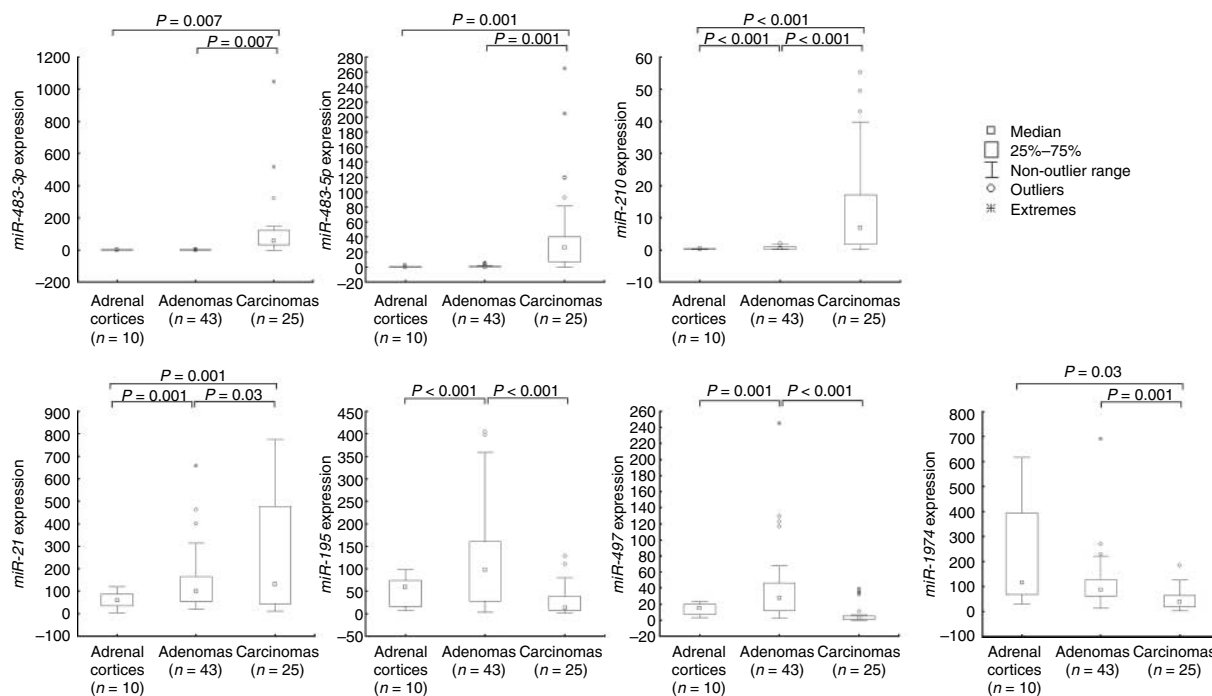 P = 0.007
P = 0.007
miR-483-3p expression
1200
1000
800
600
400
200
0
−200
Adrenal
cortices
(n = 10)
Adenomas
(n = 43)
Carcinomas
(n = 25)
P = 0.001
P = 0.001
miR-483-5p expression
280
260
240
220
200
180
160
140
120
100
80
60
40
20
0
−20
Adrenal
cortices
(n = 10)
Adenomas
(n = 43)
Carcinomas
(n = 25)
P < 0.001
P < 0.001
P < 0.001
miR-210 expression
60
50
40
30
20
10
0
−10
Adrenal
cortices
(n = 10)
Adenomas
(n = 43)
Carcinomas
(n = 25)
Median
25%–75%
Non-outlier range
Outliers
Extremes
P = 0.001
P = 0.001
P = 0.03
miR-21 expression
900
800
700
600
500
400
300
200
100
0
−100
Adrenal
cortices
(n = 10)
Adenomas
(n = 43)
Carcinomas
(n = 25)
P < 0.001
P < 0.001
miR-195 expression
450
400
350
300
250
200
150
100
50
0
−50
Adrenal
cortices
(n = 10)
Adenomas
(n = 43)
Carcinomas
(n = 25)
P = 0.001
P < 0.001
miR-497 expression
260
240
220
200
180
160
140
120
100
80
60
40
20
0
−20
Adrenal
cortices
(n = 10)
Adenomas
(n = 43)
Carcinomas
(n = 25)
P = 0.03
P = 0.001
miR-1974 expression
800
700
600
500
400
300
200
100
0
−100
Adrenal
cortices
(n = 10)
Adenomas
(n = 43)
Carcinomas
(n = 25)